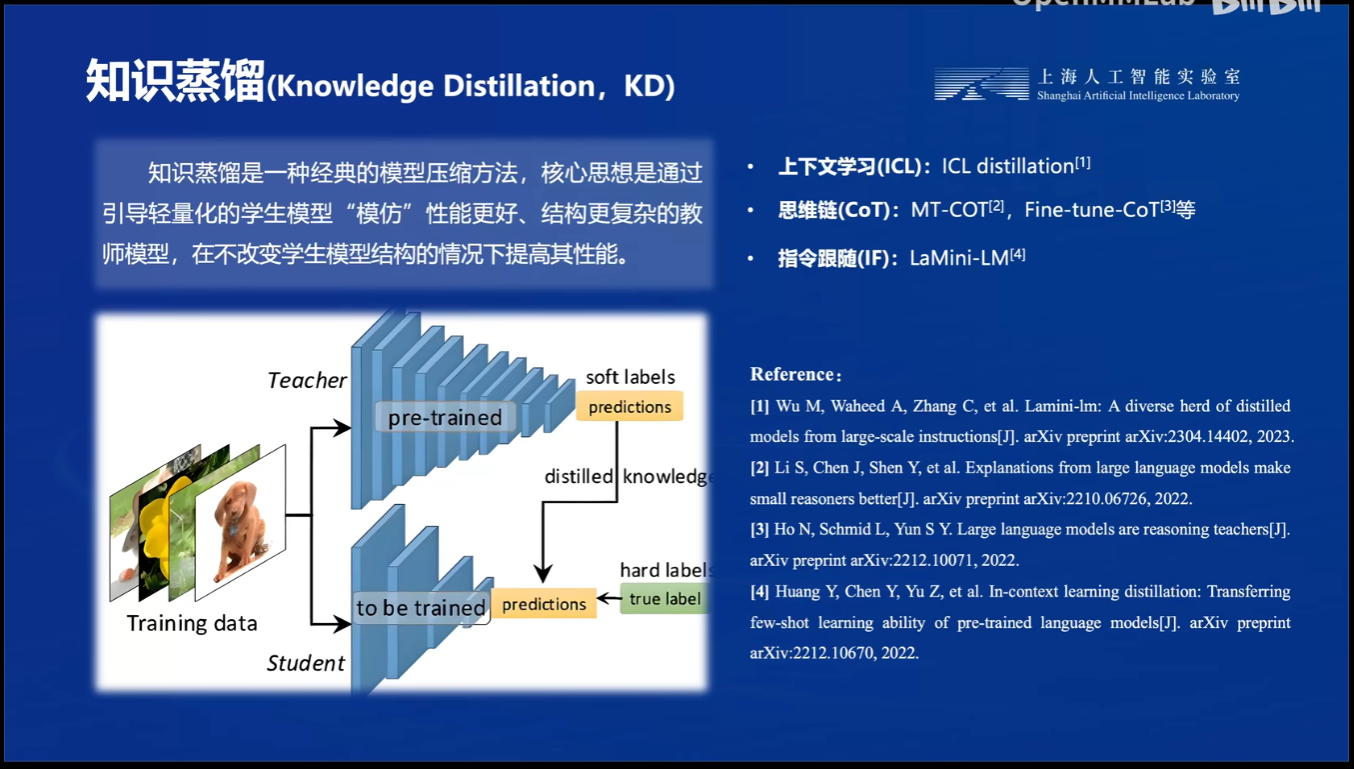 OpenMMLab bilibili
知识蒸馏(Knowledge Distillation，KD)
上海人工智能实验室
Shanghai Artificial Intelligence Laboratory
知识蒸馏是一种经典的模型压缩方法，核心思想是通过
引导轻量化的学生模型“模仿”性能更好、结构更复杂的教
师模型，在不改变学生模型结构的情况下提高其性能。
Teacher
pre-trained
soft labels
predictions
distilled knowledge
hard labels
to be trained
predictions
true label
Training data
Student
• 上下文学习(ICL)：ICL distillation[1]
• 思维链(CoT)：MT-COT[2]，Fine-tune-CoT[3]等
• 指令跟随(IF)：LaMini-LM[4]
Reference：
[1] Wu M, Waheed A, Zhang C, et al. Lamini-lm: A diverse herd of distilled
models from large-scale instructions[J]. arXiv preprint arXiv:2304.14402, 2023.
[2] Li S, Chen J, Shen Y, et al. Explanations from large language models make
small reasoners better[J]. arXiv preprint arXiv:2210.06726, 2022.
[3] Ho N, Schmid L, Yun S Y. Large language models are reasoning teachers[J].
arXiv preprint arXiv:2212.10071, 2022.
[4] Huang Y, Chen Y, Yu Z, et al. In-context learning distillation: Transferring
few-shot learning ability of pre-trained language models[J]. arXiv preprint
arXiv:2212.10670, 2022.